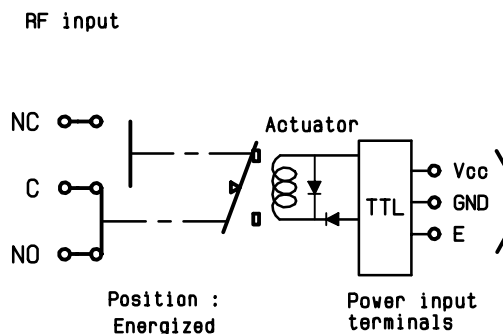 RF input
NC
Actuator
Vcc
C
TTL
GND
E
NO
Position :
Energized
Power input
terminals